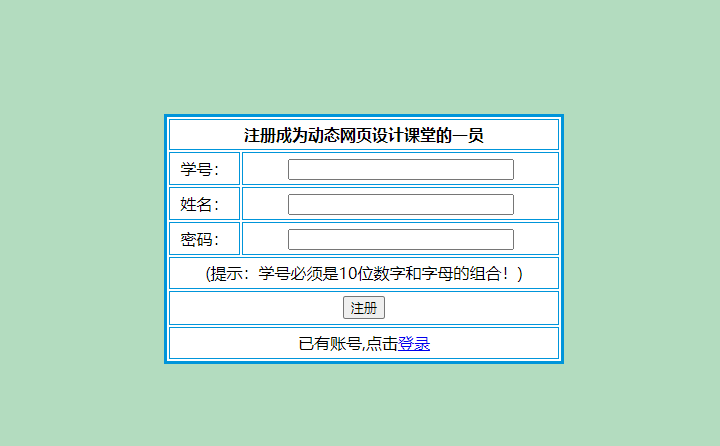 注册成为动态网页设计课堂的一员
学号：
姓名：
密码：
(提示：学号必须是10位数字和字母的组合！)
注册
已有账号,点击登录